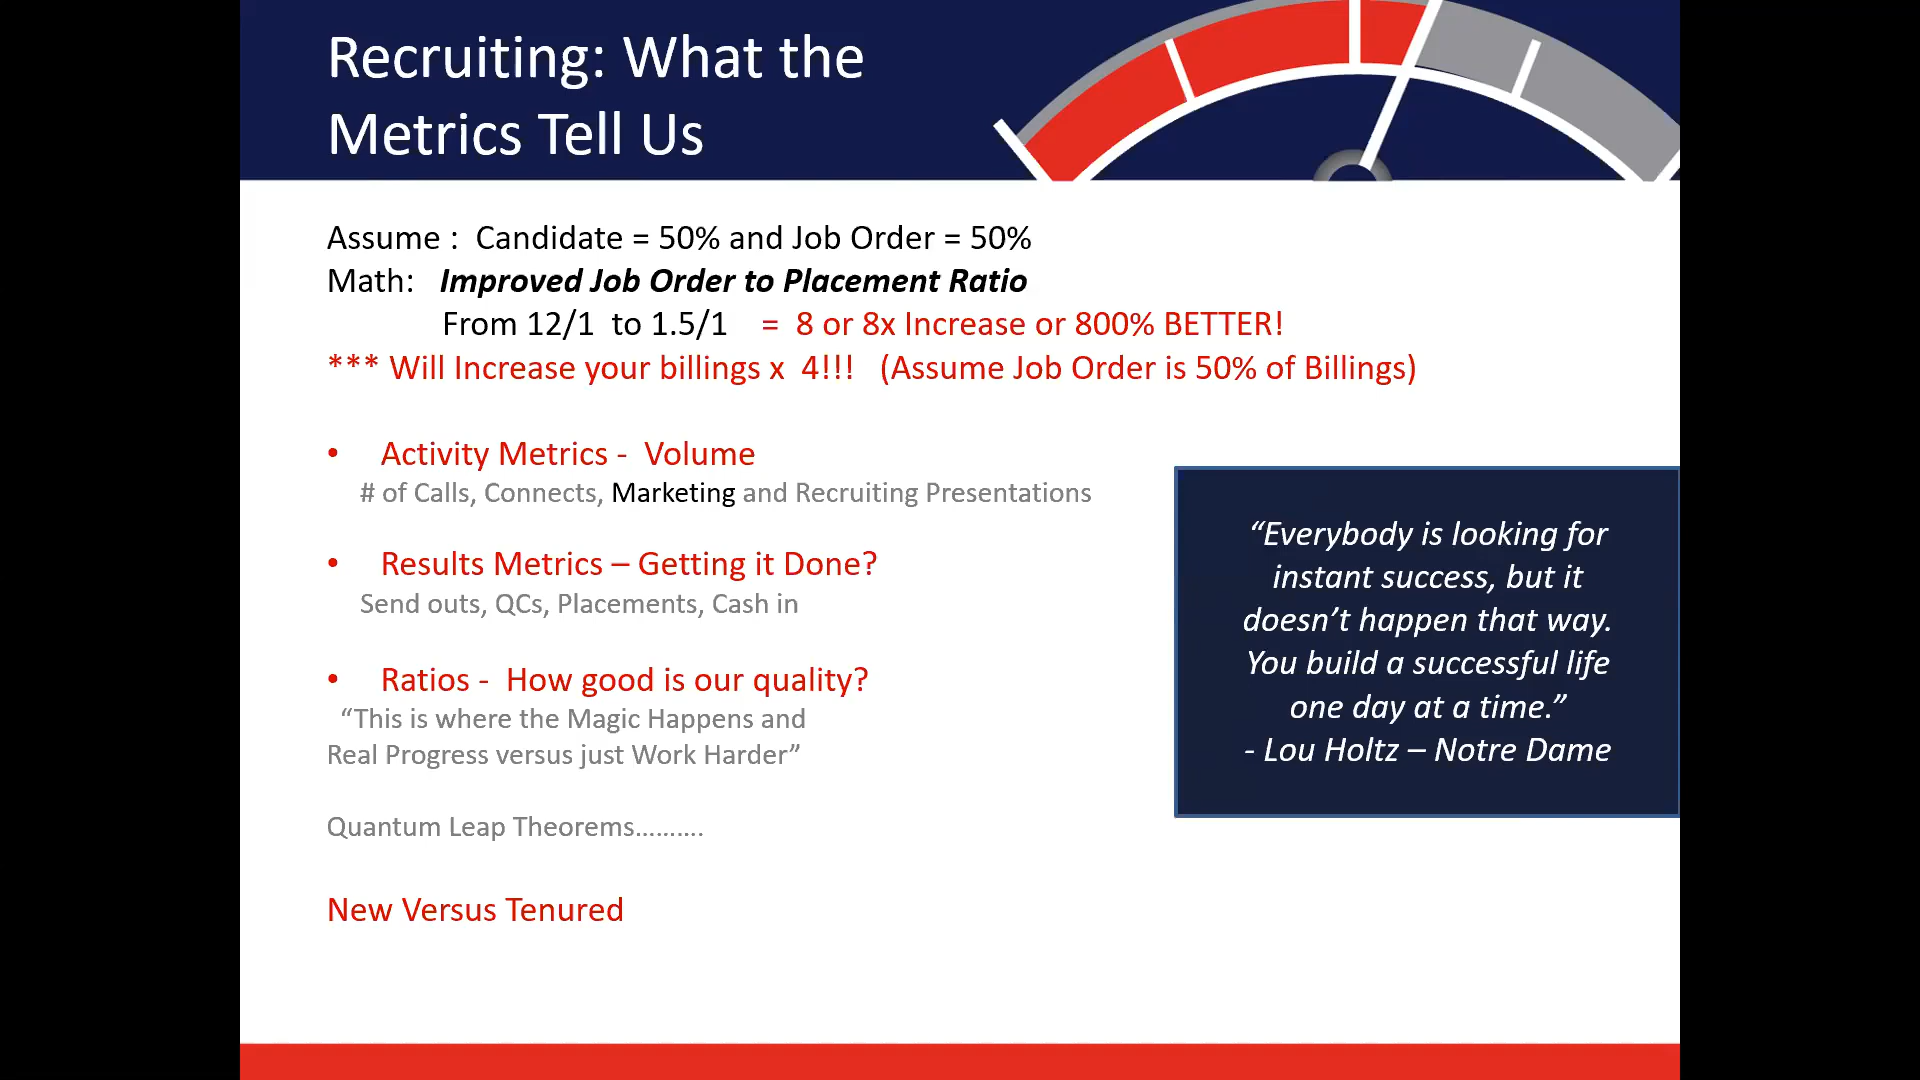 Recruiting: What the
Metrics Tell Us
Assume : Candidate = 50% and Job Order = 50%
Math: Improved Job Order to Placement Ratio
From 12/1 to 1.5/1 = 8 or 8x Increase or 800% BETTER!
*** Will Increase your billings x 4!!! (Assume Job Order is 50% of Billings)
• Activity Metrics - Volume
# of Calls, Connects, Marketing and Recruiting Presentations
• Results Metrics – Getting it Done?
Send outs, QCs, Placements, Cash in
• Ratios - How good is our quality?
“This is where the Magic Happens and
Real Progress versus just Work Harder”
Quantum Leap Theorems……….
New Versus Tenured
“Everybody is looking for
instant success, but it
doesn’t happen that way.
You build a successful life
one day at a time.”
- Lou Holtz – Notre Dame